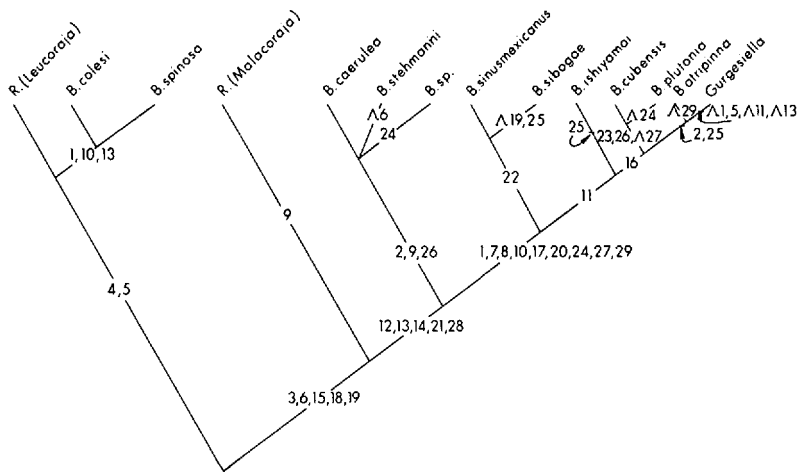 R. (Leucoraja)
B. colesi
B. spinosa
R. (Malacoraja)
B. caerulea
B. stehmanni
B. sp.
B. sinusmexicanus
B. sibogae
B. ishiyamai
B. cubensis
B. plutonia
B atripinna
Gurgesiella
Λ6
24
Λ19,25
25
23,26,Λ27
Λ24
Λ29
Λ1,5,Λ11,Λ13
2,25
16
1,10,13
22
11
9
2,9,26
1,7,8,10,17,20,24,27,29
4,5
12,13,14,21,28
3,6,15,18,19